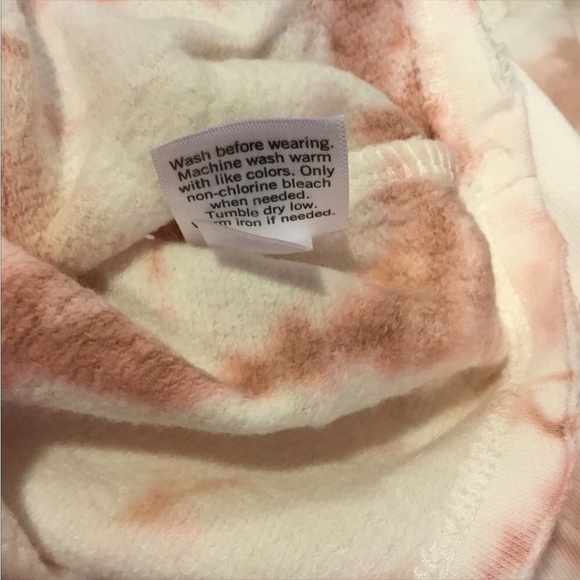 Wash before wearing.
Machine wash warm
with like colors. Only
non-chlorine bleach
when needed.
Tumble dry low.
iron if needed.